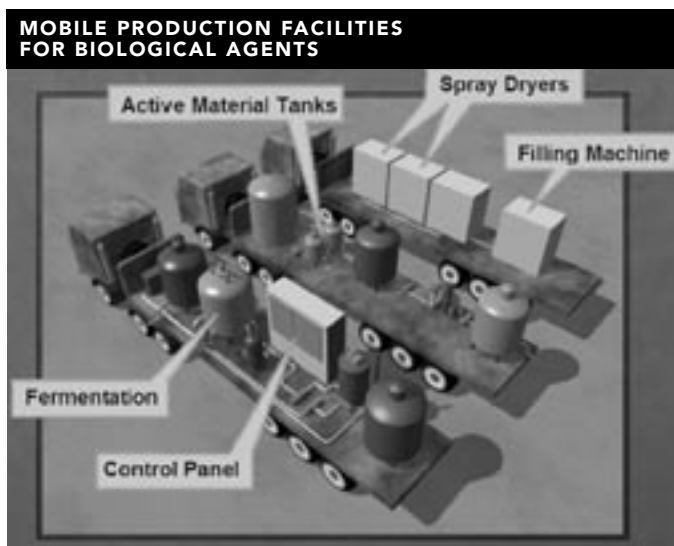 MOBILE PRODUCTION FACILITIES
FOR BIOLOGICAL AGENTS
Spray Dryers
Active Material Tanks
Filling Machine
Fermentation
Control Panel